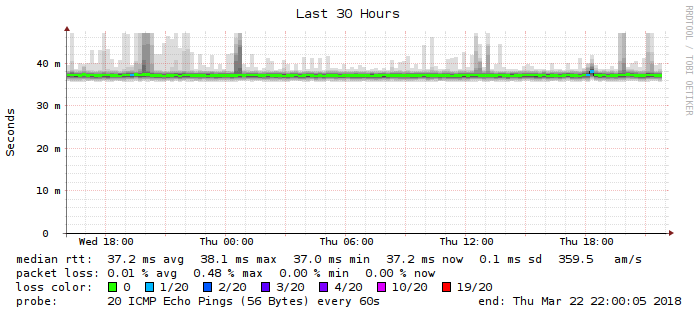 Last 30 Hours
RRDTOOL / TOBI OETIKER
Seconds
40 m
30 m
20 m
10 m
0
Wed 18:00 Thu 00:00 Thu 06:00 Thu 12:00 Thu 18:00
median rtt: 37.2 ms avg 38.1 ms max 37.0 ms min 37.2 ms now 0.1 ms sd 359.5 am/s
packet loss: 0.01 % avg 0.48 % max 0.00 % min 0.00 % now
loss color: 0 1/20 2/20 3/20 4/20 10/20 19/20
probe: 20 ICMP Echo Pings (56 Bytes) every 60s end: Thu Mar 22 22:00:05 2018